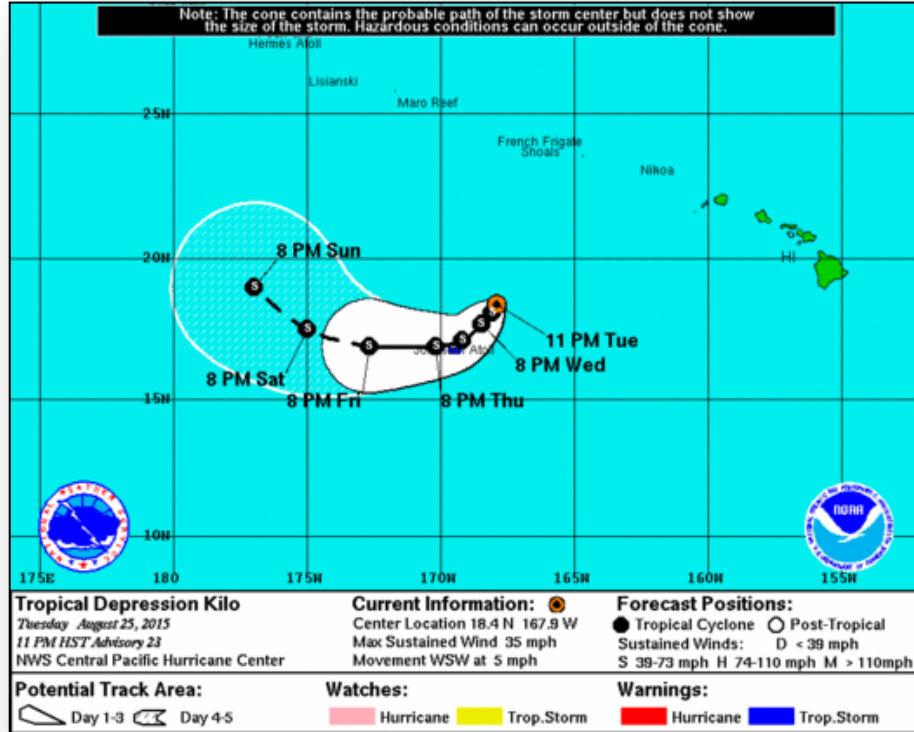 Note: The cone contains the probable path of the storm center but does not show
the size of the storm. Hazardous conditions can occur outside of the cone.
Hermes Atoll
Lisianski
Maro Reef
25N
French Frigate
Shoals
Nikoa
20N
8 PM Sun
HI
11 PM Tue
S S S S S S
8 PM Wed
8 PM Sat
8 PM Fri
8 PM Thu
15N
NATIONAL WEATHER SERVICE
NOAA
10N
175E 180 175W 170W 165W 160W 155W
Tropical Depression Kilo
Tuesday August 25, 2015
11 PM HST Advisory 23
NWS Central Pacific Hurricane Center
Current Information:
Center Location 18.4 N 167.9 W
Max Sustained Wind 35 mph
Movement WSW at 5 mph
Forecast Positions:
Tropical Cyclone Post-Tropical
Sustained Winds: D < 39 mph
S 39-73 mph H 74-110 mph M > 110mph
Potential Track Area:
Day 1-3 Day 4-5
Watches:
Hurricane Trop.Storm
Warnings:
Hurricane Trop.Storm